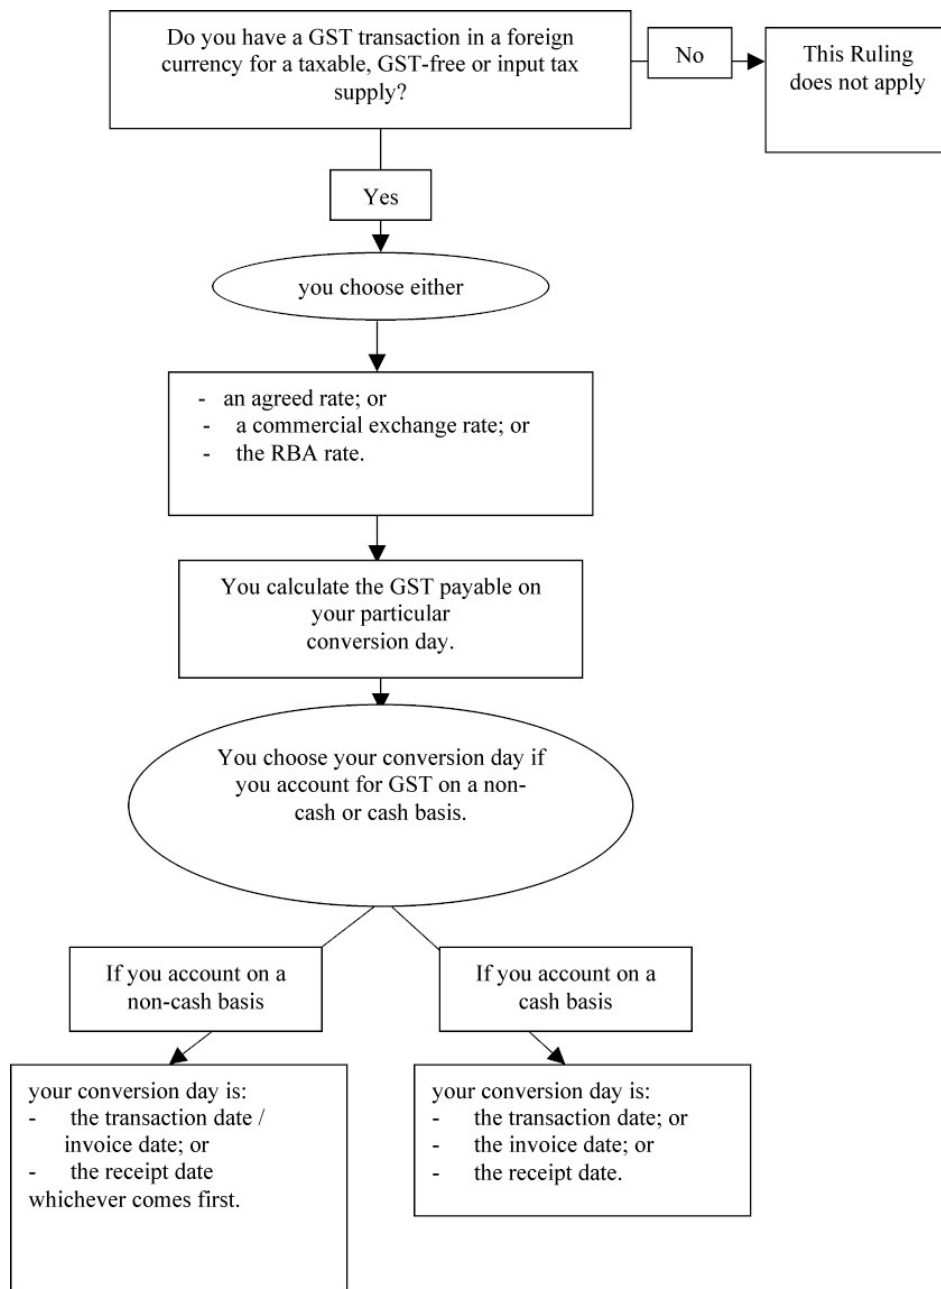 Do you have a GST transaction in a foreign
currency for a taxable, GST-free or input tax
supply?
No
This Ruling
does not apply
Yes
you choose either
- an agreed rate; or
- a commercial exchange rate; or
- the RBA rate.
You calculate the GST payable on
your particular
conversion day.
You choose your conversion day if
you account for GST on a non-
cash or cash basis.
If you account on a
non-cash basis
If you account on a
cash basis
your conversion day is:
- the transaction date /
invoice date; or
- the receipt date
whichever comes first.
your conversion day is:
- the transaction date; or
- the invoice date; or
- the receipt date.